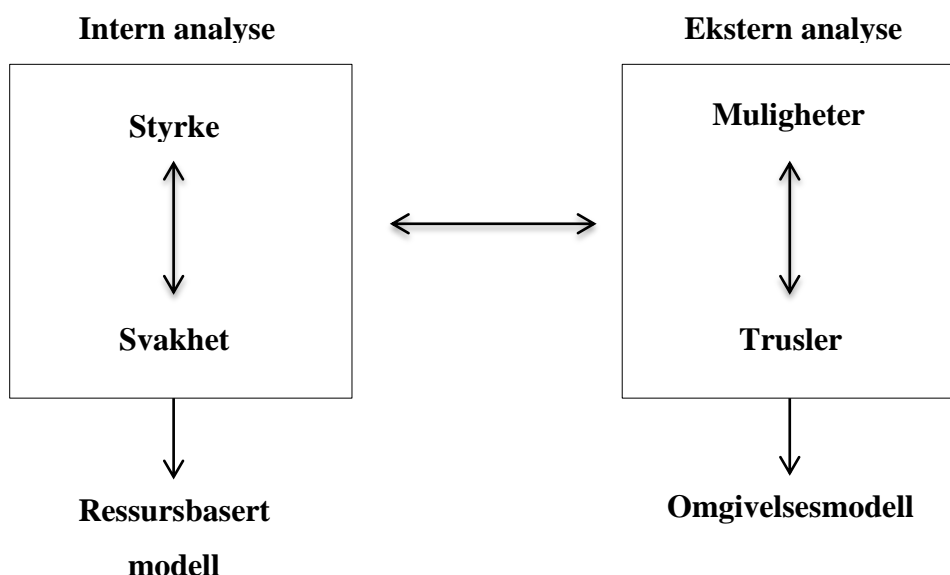 Intern analyse
Ekstern analyse
Styrke
Muligheter
Svakhet
Trusler
Ressursbasert
modell
Omgivelsesmodell